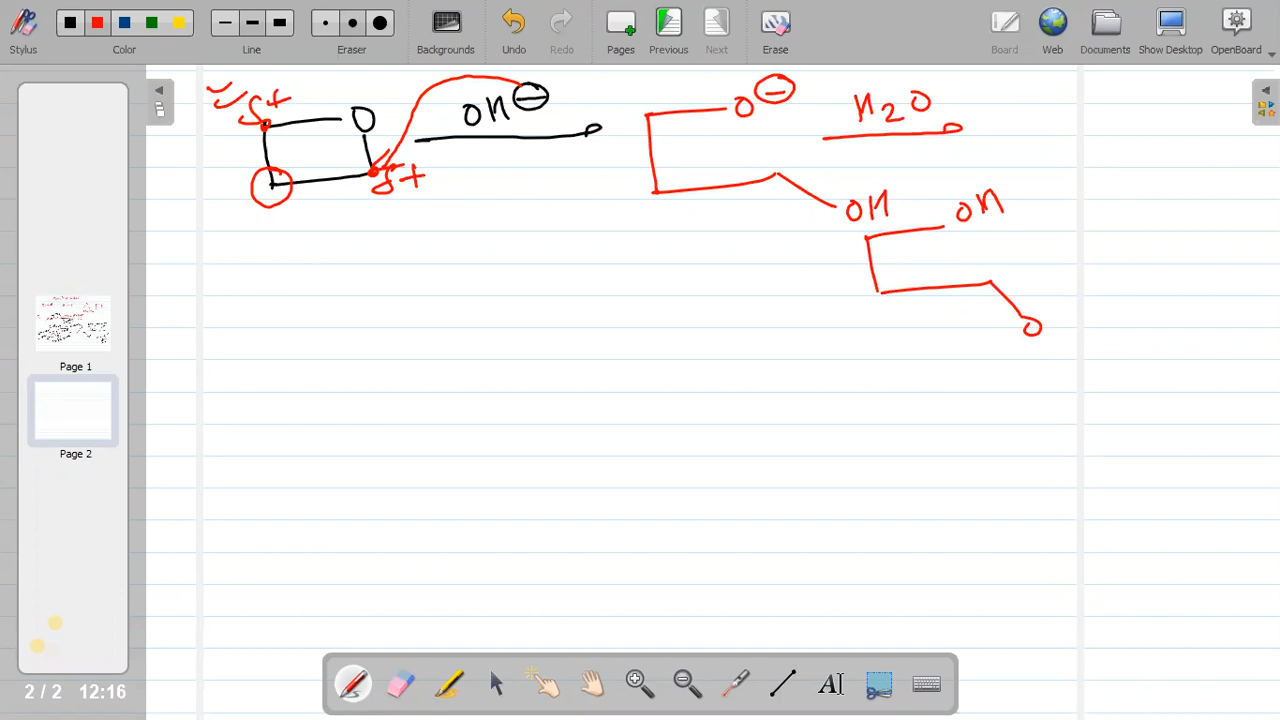 Stylus
Color
Line
Eraser
Backgrounds
Undo
Redo
Pages
Previous
Next
Erase
Board
Web
Documents
Show Desktop
OpenBoard
δ+
O
δ+
OH ⊖
O ⊖
OH
H2O
OH
O
Page 1
Page 2
2 / 2
12:16